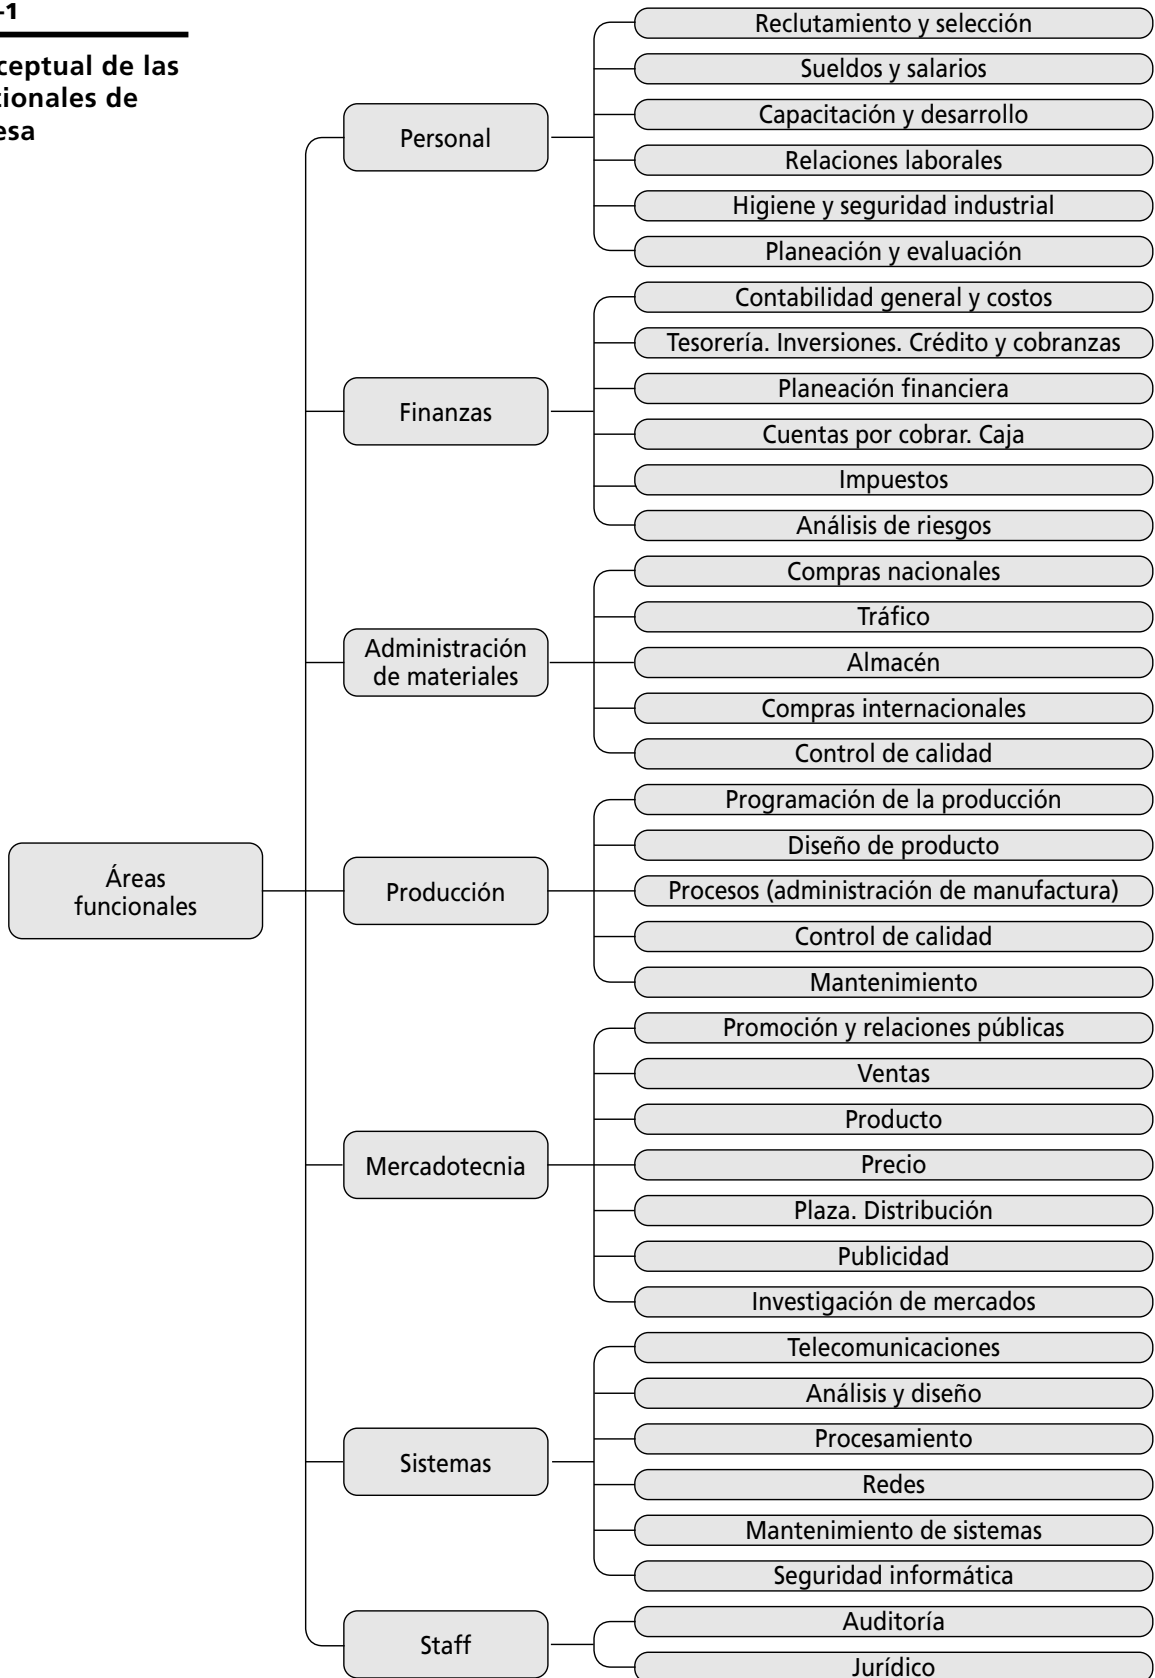 -1
ceptual de las
cionales de
esa
Áreas
funcionales
Personal
Reclutamiento y selección
Sueldos y salarios
Capacitación y desarrollo
Relaciones laborales
Higiene y seguridad industrial
Planeación y evaluación
Finanzas
Contabilidad general y costos
Tesorería. Inversiones. Crédito y cobranzas
Planeación financiera
Cuentas por cobrar. Caja
Impuestos
Análisis de riesgos
Administración
de materiales
Compras nacionales
Tráfico
Almacén
Compras internacionales
Control de calidad
Producción
Programación de la producción
Diseño de producto
Procesos (administración de manufactura)
Control de calidad
Mantenimiento
Mercadotecnia
Promoción y relaciones públicas
Ventas
Producto
Precio
Plaza. Distribución
Publicidad
Investigación de mercados
Sistemas
Telecomunicaciones
Análisis y diseño
Procesamiento
Redes
Mantenimiento de sistemas
Seguridad informática
Staff
Auditoría
Jurídico